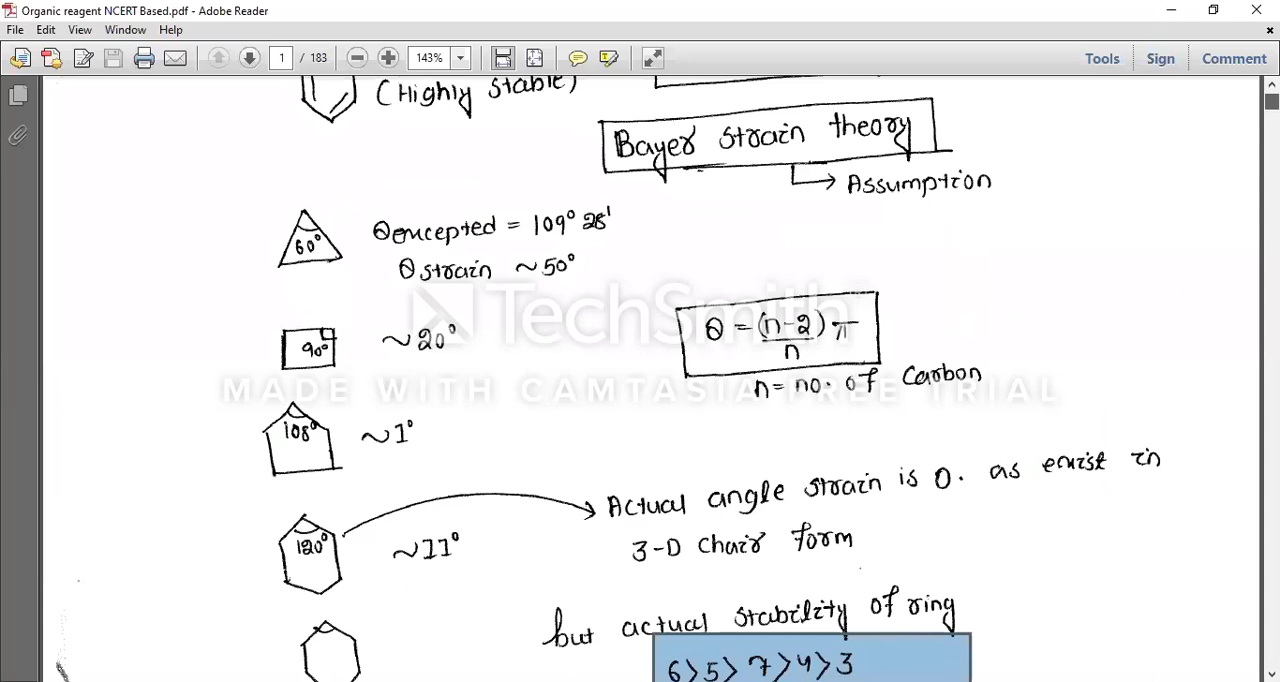 Organic reagent NCERT Based.pdf - Adobe Reader
File Edit View Window Help
1 / 183 143% Tools Sign Comment
(Highly stable)
Bayer strain theory
Assumption
60° θexcepted = 109° 28'
θstrain ~50°
90° ~20°
θ = (n-2)π
n
n = no. of Carbon
TechSmith
MADE WITH CAMTASIA FREE TRIAL
108° ~1°
Actual angle strain is 0. as exist in
3-D chair form
120° ~11°
but actual stability of ring
6>5>7>4>3